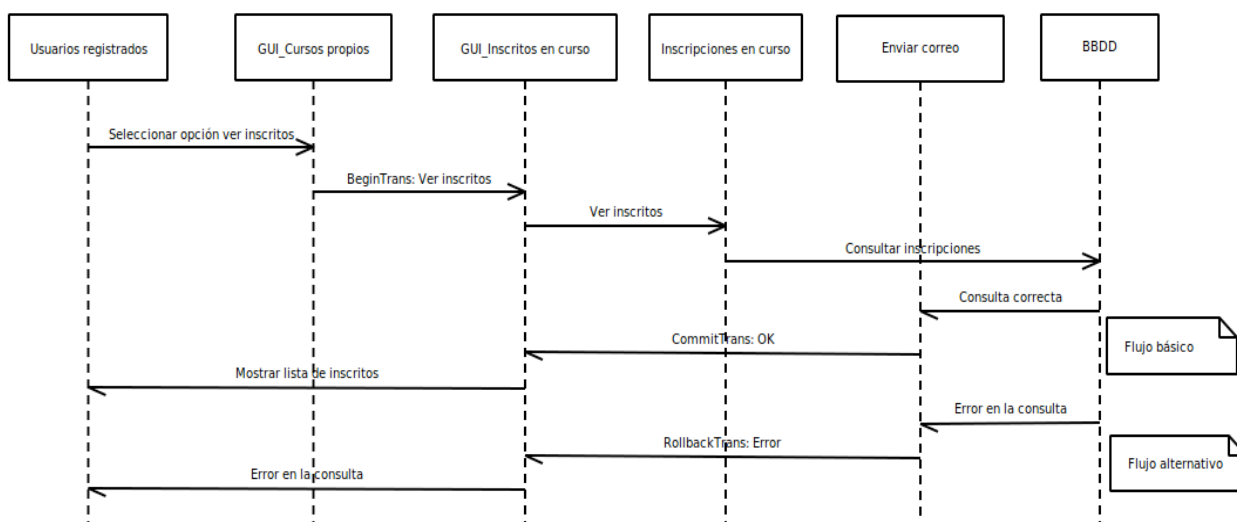 Usuarios registrados
GUI_Cursos propios
GUI_Inscritos en curso
Inscripciones en curso
Enviar correo
BBDD
Seleccionar opción ver inscritos
BeginTrans: Ver inscritos
Ver inscritos
Consultar inscripciones
Consulta correcta
CommitTrans: OK
Flujo básico
Mostrar lista de inscritos
Error en la consulta
RollbackTrans: Error
Flujo alternativo
Error en la consulta